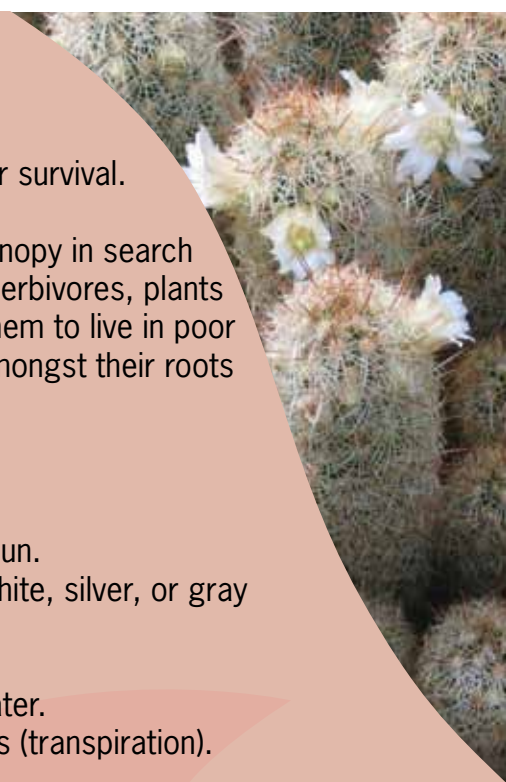 r survival.
nopy in search
erbivores, plants
hem to live in poor
mongst their roots
un.
hite, silver, or gray
ater.
s (transpiration).